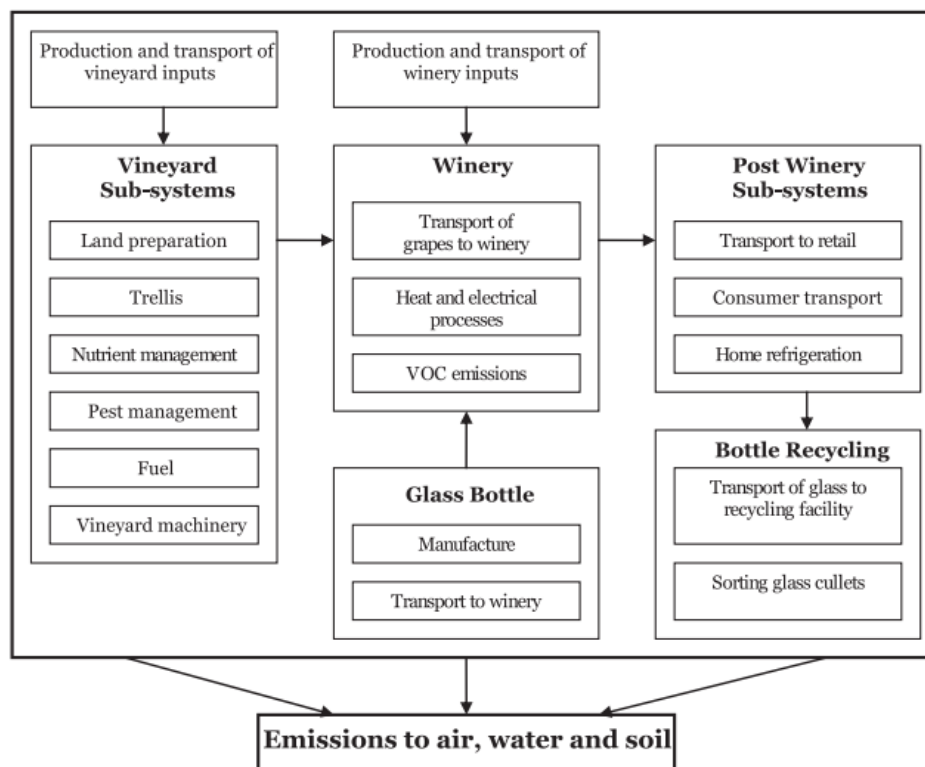 Production and transport of
vineyard inputs
Production and transport of
winery inputs
Vineyard
Sub-systems
Land preparation
Trellis
Nutrient management
Pest management
Fuel
Vineyard machinery
Winery
Transport of
grapes to winery
Heat and electrical
processes
VOC emissions
Glass Bottle
Manufacture
Transport to winery
Post Winery
Sub-systems
Transport to retail
Consumer transport
Home refrigeration
Bottle Recycling
Transport of glass to
recycling facility
Sorting glass cullets
Emissions to air, water and soil